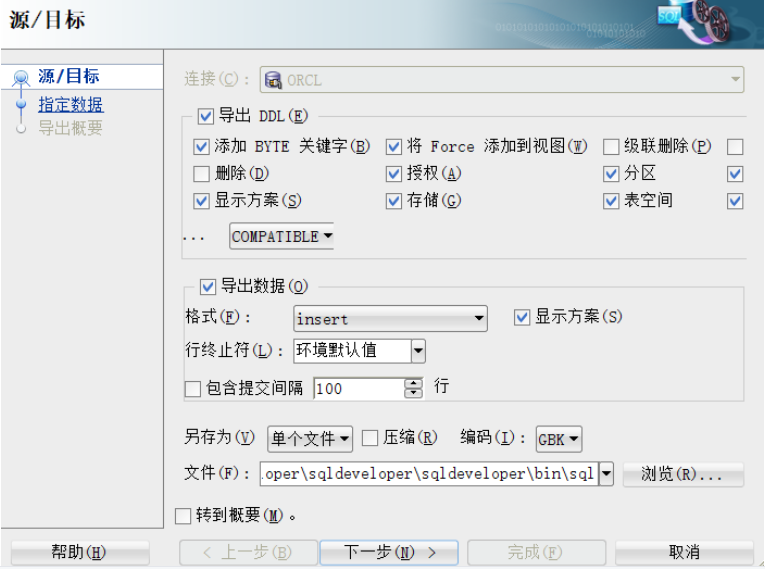 源/目标
SQL
源/目标
指定数据
导出概要
连接(C): ORCL
导出 DDL(E)
添加 BYTE 关键字(B) 将 Force 添加到视图(W) 级联删除(P)
删除(D) 授权(A) 分区
显示方案(S) 存储(G) 表空间
... COMPATIBLE
导出数据(O)
格式(F): insert 显示方案(S)
行终止符(L): 环境默认值
包含提交间隔 100 行
另存为(V) 单个文件 压缩(R) 编码(I): GBK
文件(F): .oper\sqldeveloper\sqldeveloper\bin\sql 浏览(R)...
转到概要(M)。
帮助(H) < 上一步(B) 下一步(N) > 完成(F) 取消